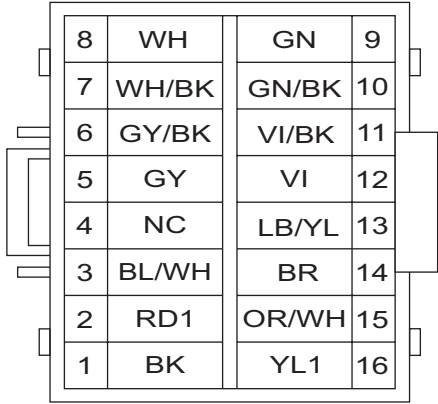 8 WH GN 9
7 WH/BK GN/BK 10
6 GY/BK VI/BK 11
5 GY VI 12
4 NC LB/YL 13
3 BL/WH BR 14
2 RD1 OR/WH 15
1 BK YL1 16